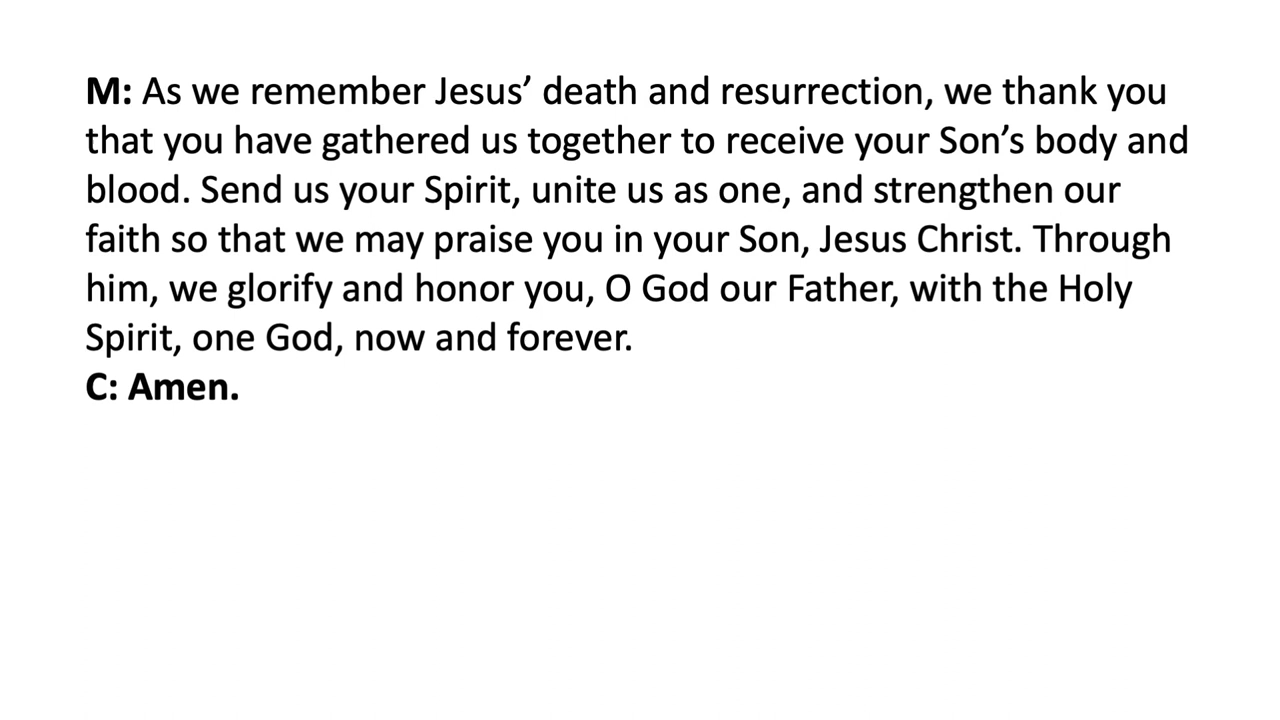 M: As we remember Jesus’ death and resurrection, we thank you
that you have gathered us together to receive your Son’s body and
blood. Send us your Spirit, unite us as one, and strengthen our
faith so that we may praise you in your Son, Jesus Christ. Through
him, we glorify and honor you, O God our Father, with the Holy
Spirit, one God, now and forever.
C: Amen.